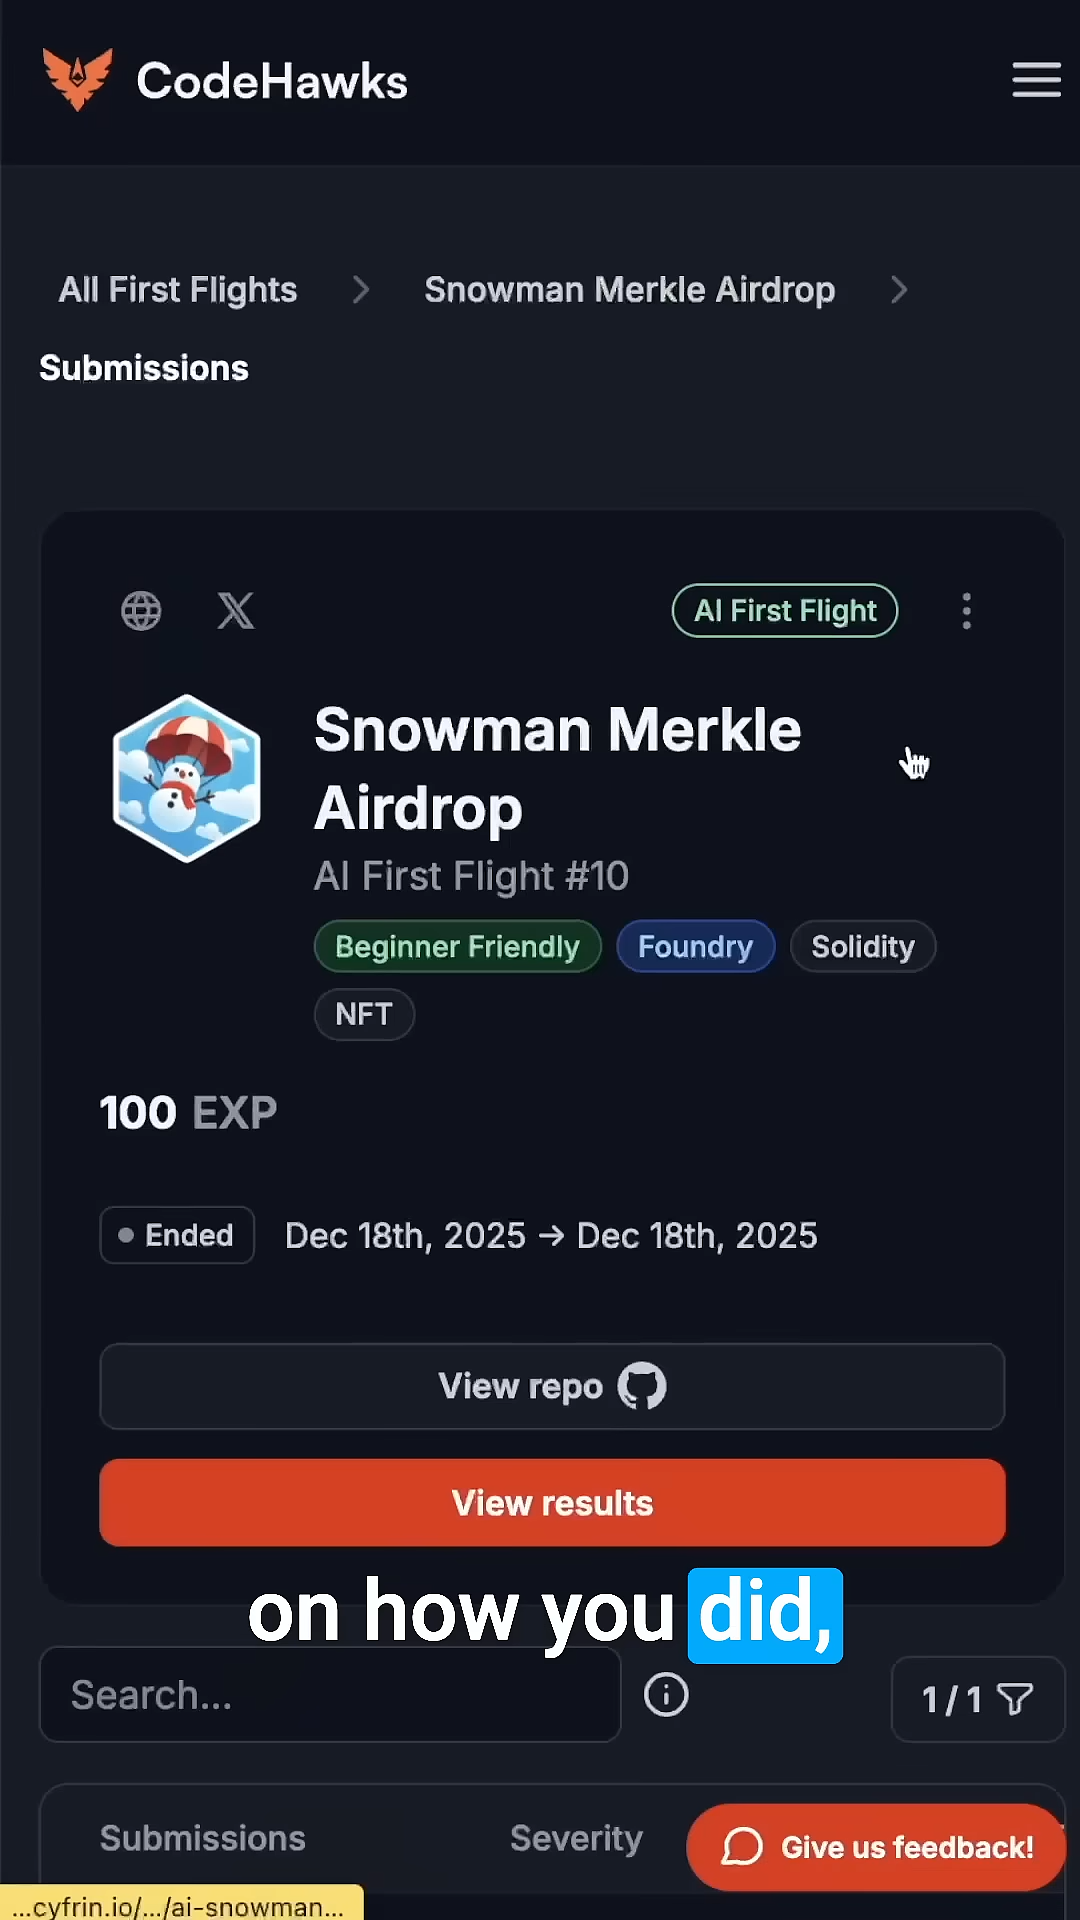 CodeHawks
All First Flights > Snowman Merkle Airdrop >
Submissions
AI First Flight
Snowman Merkle
Airdrop
AI First Flight #10
Beginner Friendly Foundry Solidity
NFT
100 EXP
Ended Dec 18th, 2025 → Dec 18th, 2025
View repo
View results
on how you did,
Search...
1 / 1
Submissions Severity
Give us feedback!
...cyfrin.io/.../ai-snowman...